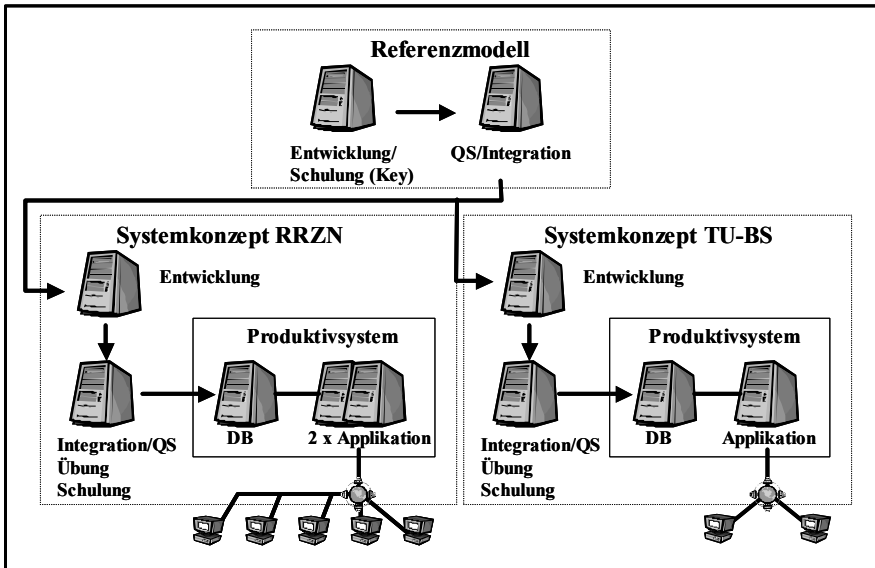 Referenzmodell
Entwicklung/
Schulung (Key)
QS/Integration
Systemkonzept RRZN
Entwicklung
Produktivsystem
Integration/QS
Übung
Schulung
DB
2 x Applikation
Systemkonzept TU-BS
Entwicklung
Produktivsystem
Integration/QS
Übung
Schulung
DB
Applikation